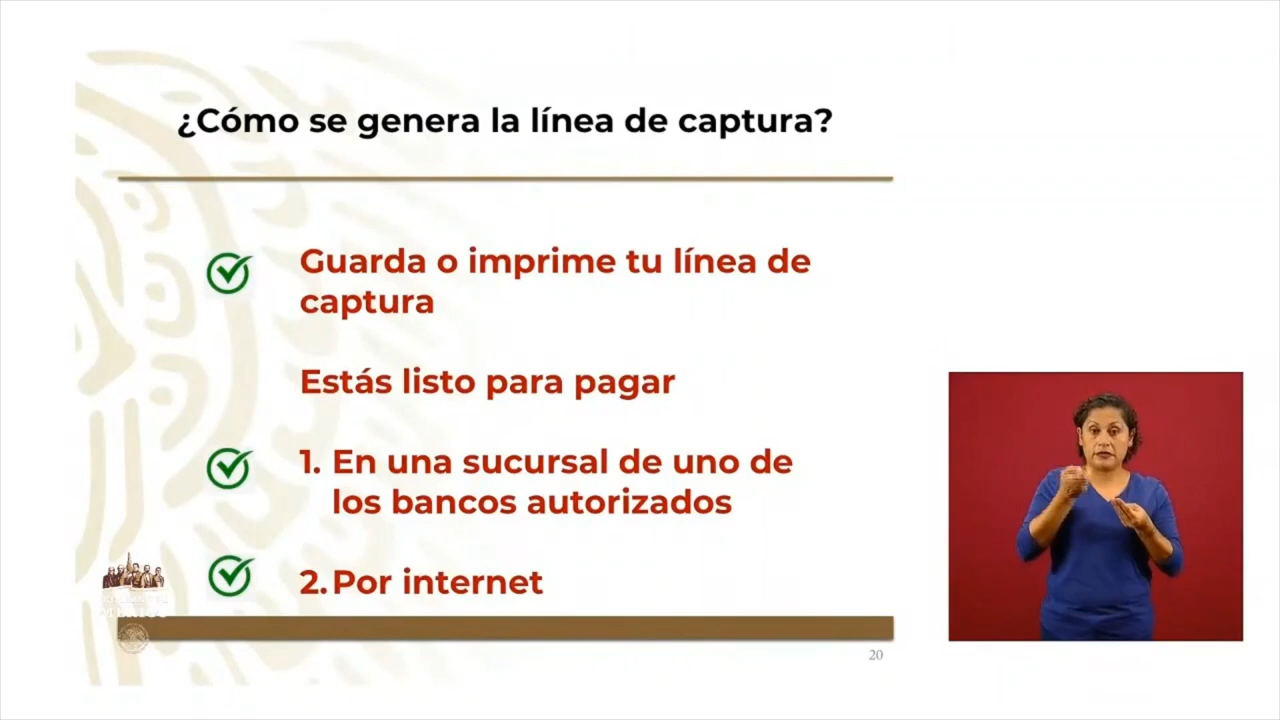 ¿Cómo se genera la línea de captura?
Guarda o imprime tu línea de
captura
Estás listo para pagar
1. En una sucursal de uno de
los bancos autorizados
2. Por internet
MÉXICO
20